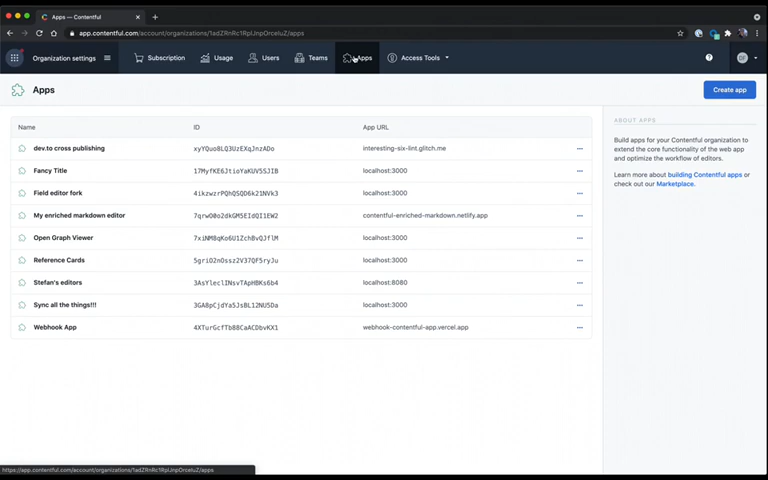 Apps — Contentful
app.contentful.com/account/organizations/1adZRnRc1RpIJnpOrceluZ/apps
Organization settings
Subscription
Usage
Users
Teams
Apps
Access Tools
Apps
Create app
Name ID App URL
dev.to cross publishing xyYQuo8LQ3UzEXqJnzADo interesting-six-lint.glitch.me
Fancy Title 17MyfKE6JtioYaKUV5SJIB localhost:3000
Field editor fork 4ikzwzrPQhQSQD6k21NVk3 localhost:3000
My enriched markdown editor 7qrwQ0o2dkGM5EIdQI1EW2 contentful-enriched-markdown.netlify.app
Open Graph Viewer 7xiNM8qKo6U1ZchBvQJflM localhost:3000
Reference Cards 5griO2nOssz2V37QF5ryJu localhost:3000
Stefan's editors 3AsYleclINsvTApHBKs6b4 localhost:8080
Sync all the things!!! 3GA8pCjdYa5JsBL12NU5Da localhost:3000
Webhook App 4XTurGcfTb88CaACDbvKX1 webhook-contentful-app.vercel.app
ABOUT APPS
Build apps for your Contentful organization to
extend the core functionality of the web app
and optimize the workflow of editors.
Learn more about building Contentful apps or
check out our Marketplace.
https://app.contentful.com/account/organizations/1adZRnRc1RpIJnpOrceluZ/apps